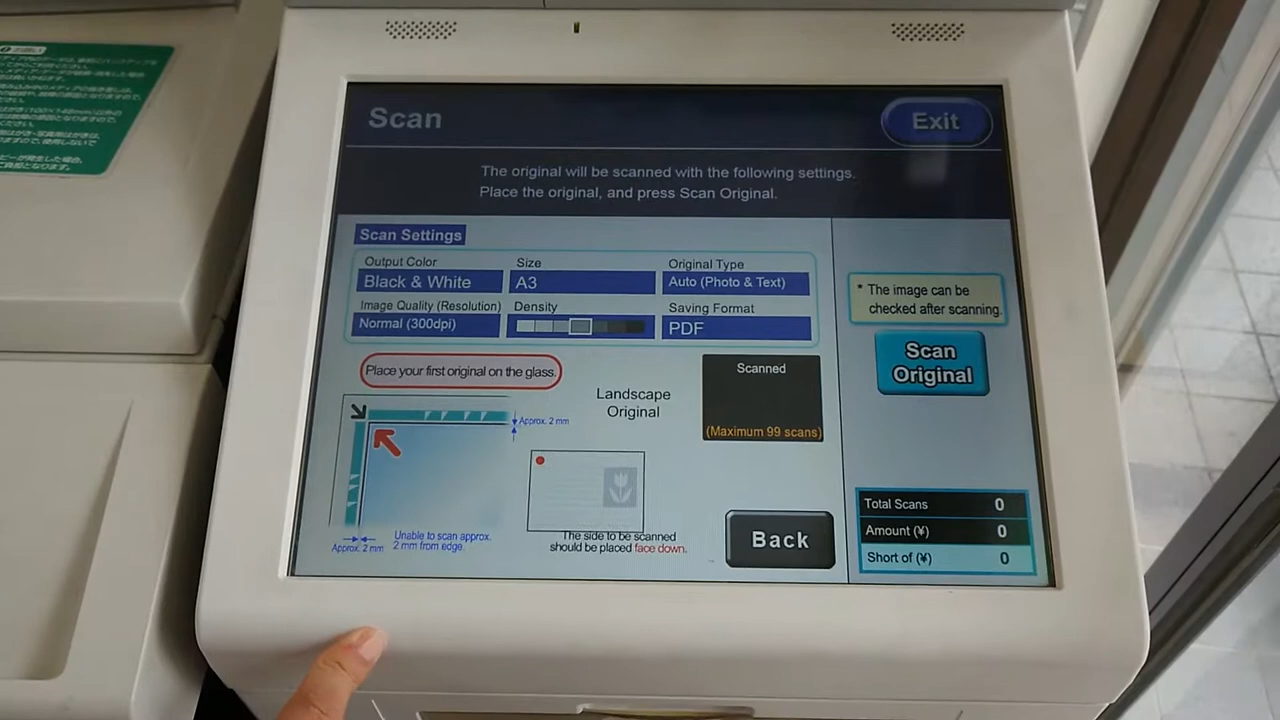 Scan
Exit
The original will be scanned with the following settings.
Place the original, and press Scan Original.
Scan Settings
Output Color
Size
Original Type
Black & White
A3
Auto (Photo & Text)
Image Quality (Resolution)
Density
Saving Format
Normal (300dpi)
PDF
* The image can be
checked after scanning.
Scan
Original
Place your first original on the glass.
Landscape
Original
Scanned
(Maximum 99 scans)
Approx. 2 mm
Approx. 2 mm
Unable to scan approx.
2 mm from edge.
The side to be scanned
should be placed face down.
Back
Total Scans 0
Amount (¥) 0
Short of (¥) 0